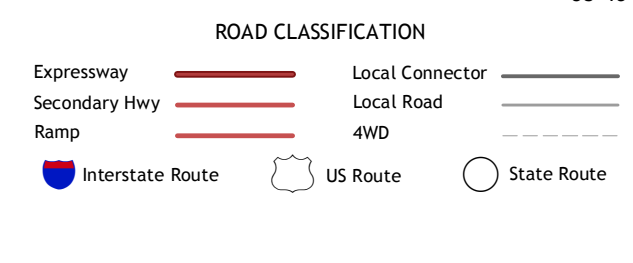 ROAD CLASSIFICATION
Expressway
Local Connector
Secondary Hwy
Local Road
Ramp
4WD
Interstate Route
US Route
State Route